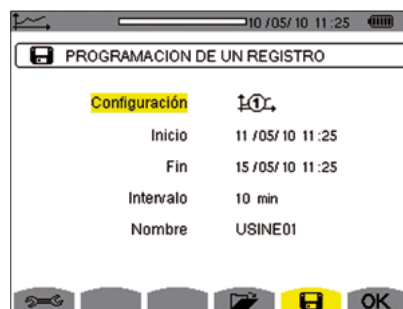 10 /05/ 10 11:25
PROGRAMACION DE UN REGISTRO
Configuración 1
Inicio 11 /05/ 10 11:25
Fin 15 /05/ 10 11:25
Intervalo 10 min
Nombre USINE01
OK